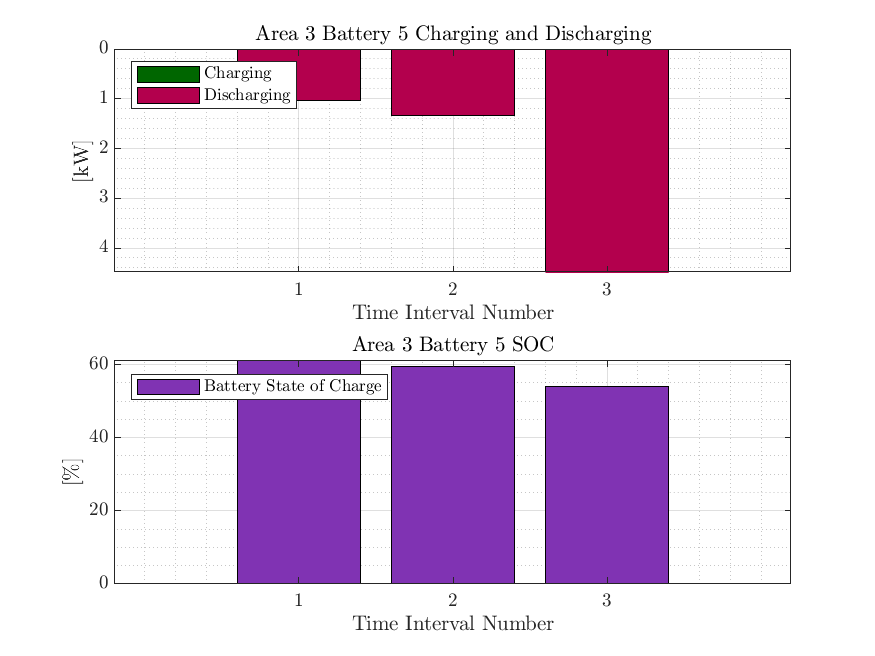 Area 3 Battery 5 Charging and Discharging
0
1
2
3
4
[kW]
Charging
Discharging
1 2 3
Time Interval Number
Area 3 Battery 5 SOC
60
40
20
0
[%]
Battery State of Charge
1 2 3
Time Interval Number